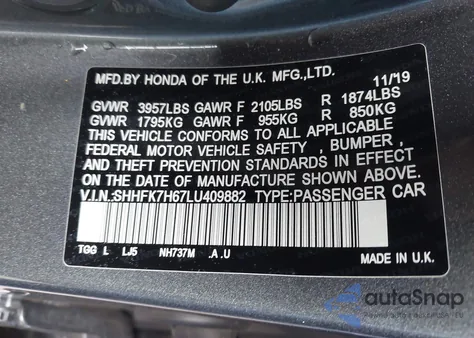 MFD.BY HONDA OF THE U.K. MFG.,LTD.
11/19
GVWR 3957LBS GAWR F 2105LBS R 1874LBS
GVWR 1795KG GAWR F 955KG R 850KG
THIS VEHICLE CONFORMS TO ALL APPLICABLE
FEDERAL MOTOR VEHICLE SAFETY , BUMPER ,
AND THEFT PREVENTION STANDARDS IN EFFECT
ON THE DATE OF MANUFACTURE SHOWN ABOVE.
V.I.N:SHHFK7H67LU409882 TYPE:PASSENGER CAR
TGG L LJ5 NH737M .A .U MADE IN U.K.
autoSnap